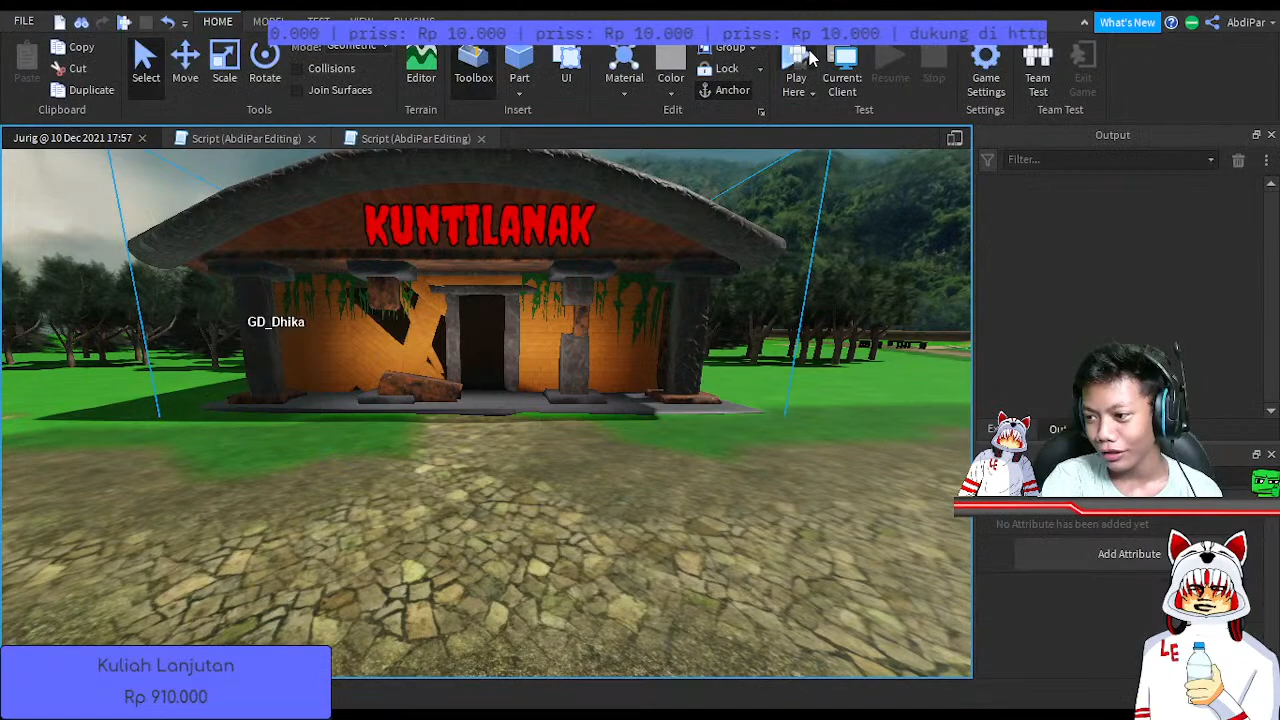 FILE
HOME
What's New
AbdiPar
0.000 | priss: Rp 10.000 | priss: Rp 10.000 | priss: Rp 10.000 | dukung di http
Paste
Copy
Cut
Duplicate
Clipboard
Select
Move
Scale
Rotate
Mode: Geometric
Collisions
Join Surfaces
Tools
Editor
Terrain
Toolbox
Part
UI
Insert
Material
Color
Group
Lock
Anchor
Edit
Play
Here
Current:
Client
Resume
Stop
Test
Game
Settings
Settings
Team
Test
Exit
Game
Team Test
Jurig @ 10 Dec 2021 17:57
Script (AbdiPar Editing)
Script (AbdiPar Editing)
Output
Filter...
KUNTILANAK
GD_Dhika
No Attribute has been added yet
Add Attribute
LE
LE
Kuliah Lanjutan
Rp 910.000